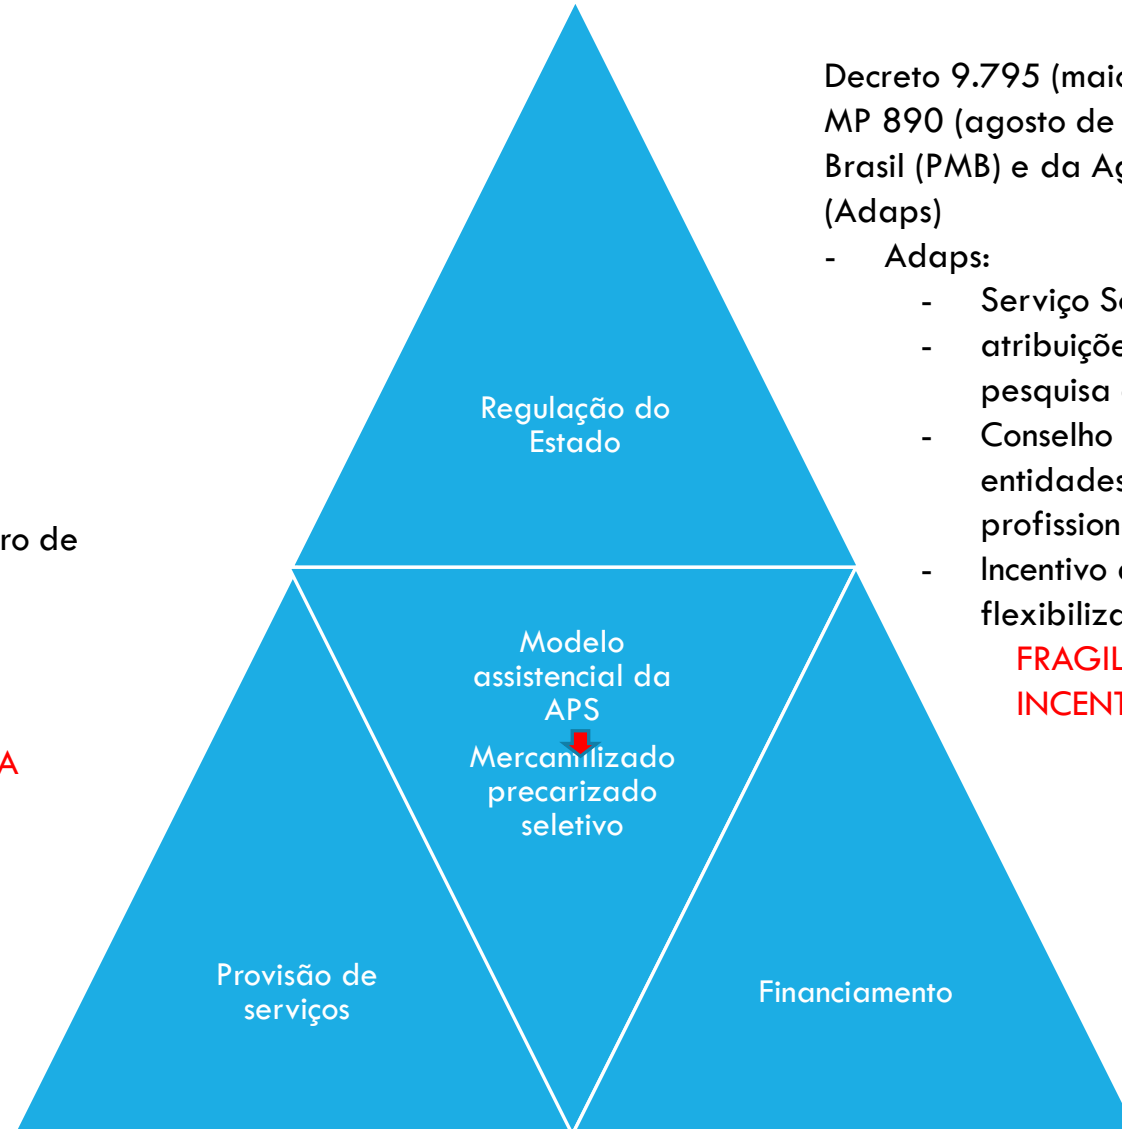 Decreto 9.795 (maio
MP 890 (agosto de
Brasil (PMB) e da Ag
(Adaps)
- Adaps:
- Serviço So
- atribuiçõe
pesquisa
- Conselho
entidades
profission
- Incentivo
flexibiliza
FRAGIL
INCENT
Regulação do
Estado
ro de
A
Modelo
assistencial da
APS
Mercantilizado
precarizado
seletivo
Provisão de
serviços
Financiamento